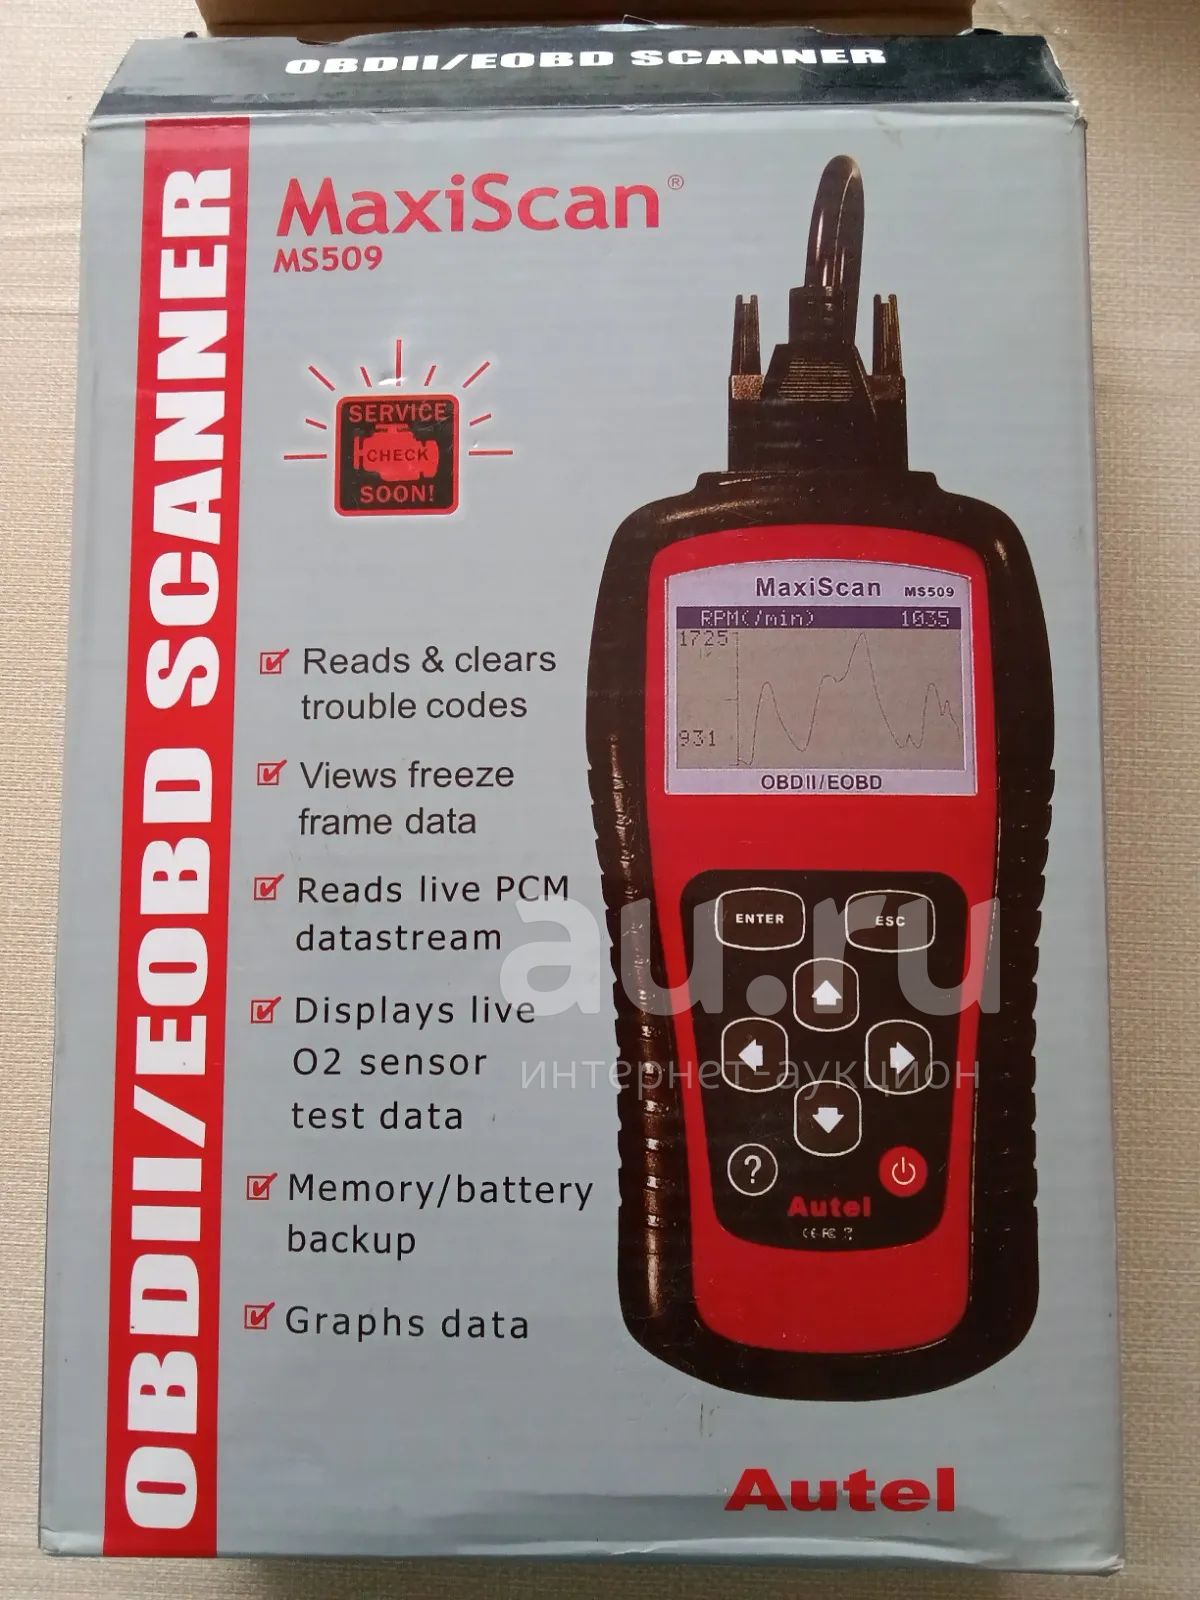 OBDII/EOBD SCANNER
OBDII/EOBD SCANNER
MaxiScan®
MS509
SERVICE
CHECK
SOON!
Reads & clears
trouble codes
Views freeze
frame data
Reads live PCM
datastream
Displays live
O2 sensor
test data
Memory/battery
backup
Graphs data
MaxiScan MS509
RPM(/min) 1035
1725
931
OBDII/EOBD
ENTER
ESC
?
Autel
CE FC
au.ru
интернет-аукцион
Autel